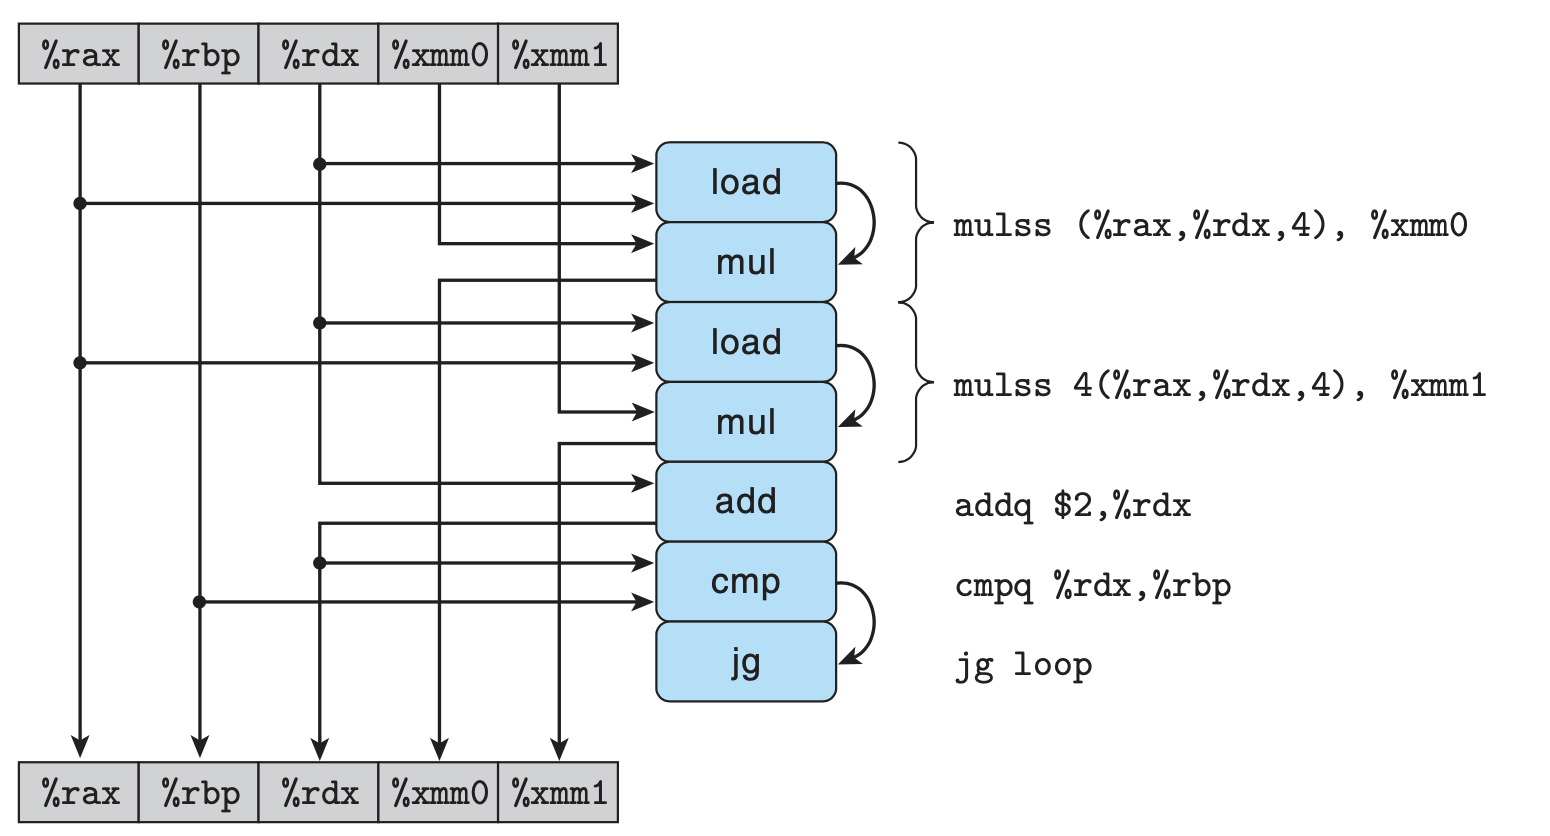 %rax %rbp %rdx %xmm0 %xmm1
load
mul
mulss (%rax,%rdx,4), %xmm0
load
mul
mulss 4(%rax,%rdx,4), %xmm1
add
addq $2,%rdx
cmp
cmpq %rdx,%rbp
jg
jg loop
%rax %rbp %rdx %xmm0 %xmm1